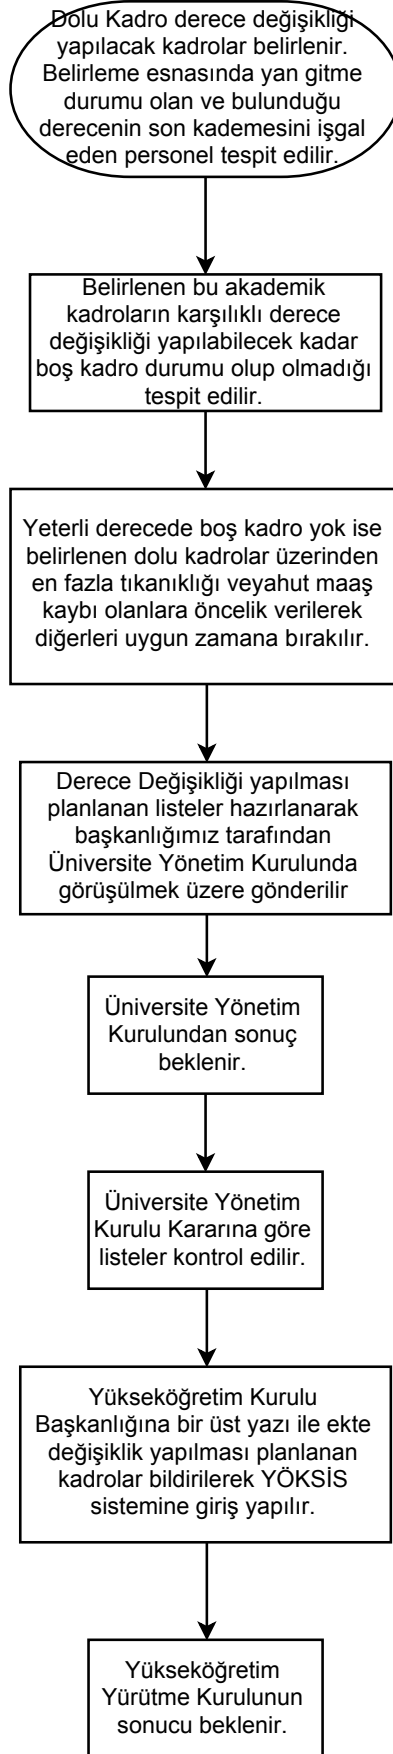 Dolu Kadro derece değişikliği
yapılacak kadrolar belirlenir.
Belirleme esnasında yan gitme
durumu olan ve bulunduğu
derecenin son kademesini işgal
eden personel tespit edilir.
Belirlenen bu akademik
kadroların karşılıklı derece
değişikliği yapılabilecek kadar
boş kadro durumu olup olmadığı
tespit edilir.
Yeterli derecede boş kadro yok ise
belirlenen dolu kadrolar üzerinden
en fazla tıkanıklığı veyahut maaş
kaybı olanlara öncelik verilerek
diğerleri uygun zamana bırakılır.
Derece Değişikliği yapılması
planlanan listeler hazırlanarak
başkanlığımız tarafından
Üniversite Yönetim Kurulunda
görüşülmek üzere gönderilir
Üniversite Yönetim
Kurulundan sonuç
beklenir.
Üniversite Yönetim
Kurulu Kararına göre
listeler kontrol edilir.
Yükseköğretim Kurulu
Başkanlığına bir üst yazı ile ekte
değişiklik yapılması planlanan
kadrolar bildirilerek YÖKSİS
sistemine giriş yapılır.
Yükseköğretim
Yürütme Kurulunun
sonucu beklenir.